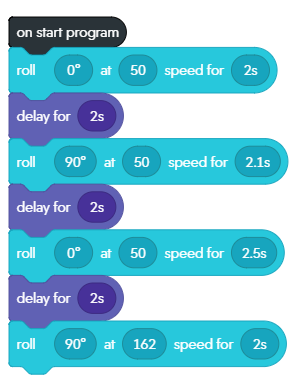 on start program
roll 0° at 50 speed for 2s
delay for 2s
roll 90° at 50 speed for 2.1s
delay for 2s
roll 0° at 50 speed for 2.5s
delay for 2s
roll 90° at 162 speed for 2s